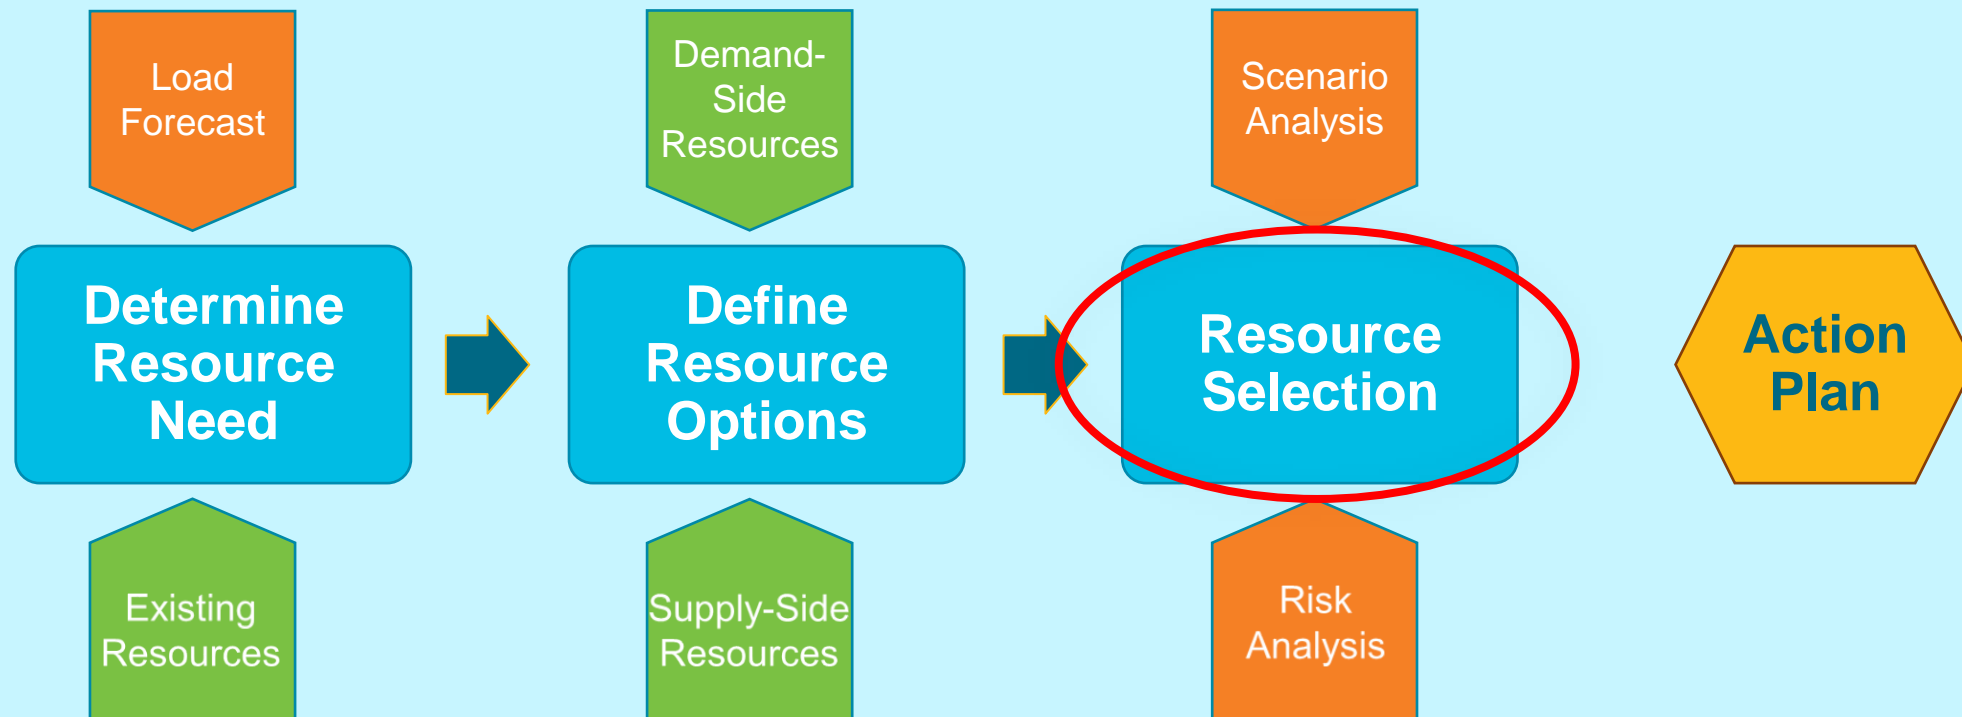 Load
Forecast
Demand-
Side
Resources
Scenario
Analysis
Determine
Resource
Need
Define
Resource
Options
Resource
Selection
Action
Plan
Existing
Resources
Supply-Side
Resources
Risk
Analysis